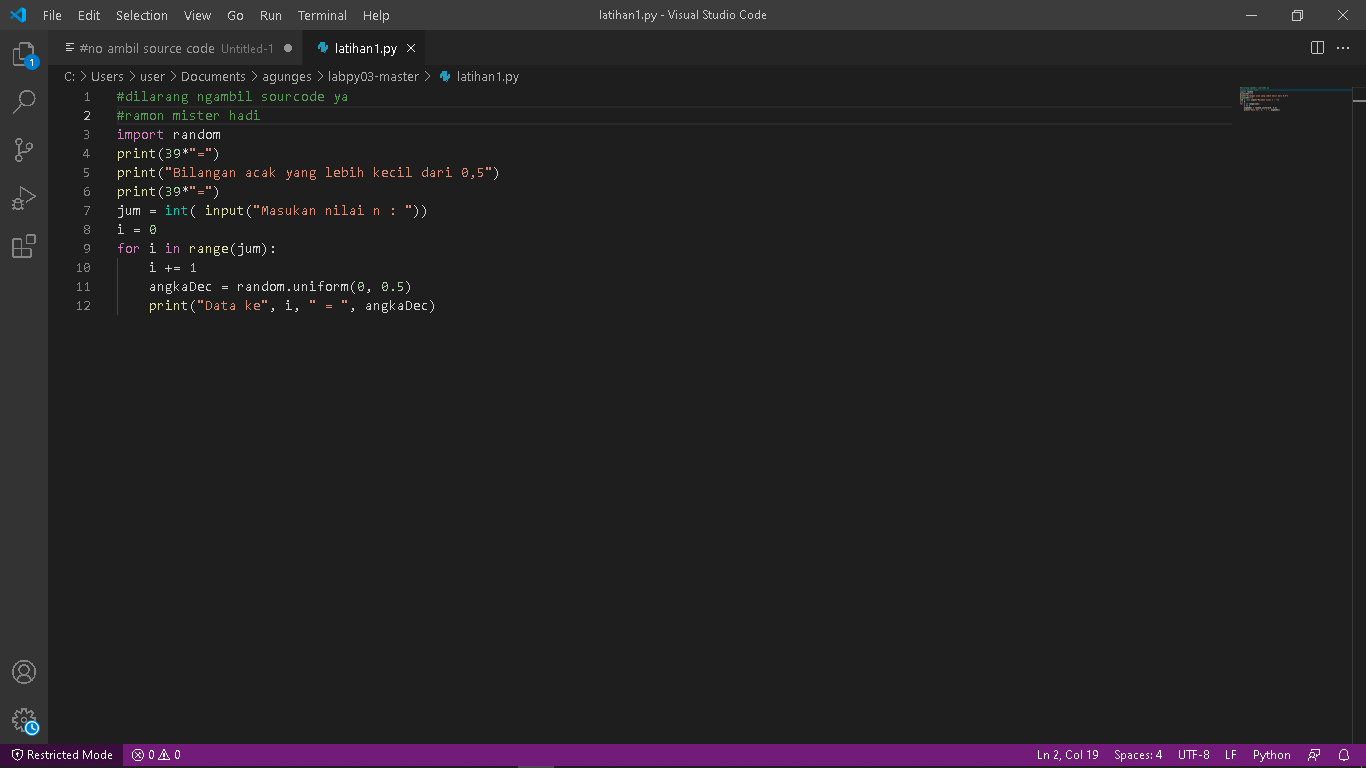 File Edit Selection View Go Run Terminal Help latihan1.py - Visual Studio Code
#no ambil source code Untitled-1 latihan1.py
C: > Users > user > Documents > agunges > labpy03-master > latihan1.py
1 #dilarang ngambil sourcode ya
2 #ramon mister hadi
3 import random
4 print(39*"=")
5 print("Bilangan acak yang lebih kecil dari 0,5")
6 print(39*"=")
7 jum = int( input("Masukan nilai n : "))
8 i = 0
9 for i in range(jum):
10 i += 1
11 angkaDec = random.uniform(0, 0.5)
12 print("Data ke", i, " = ", angkaDec)
1
Restricted Mode 0 0 Ln 2, Col 19 Spaces: 4 UTF-8 LF Python